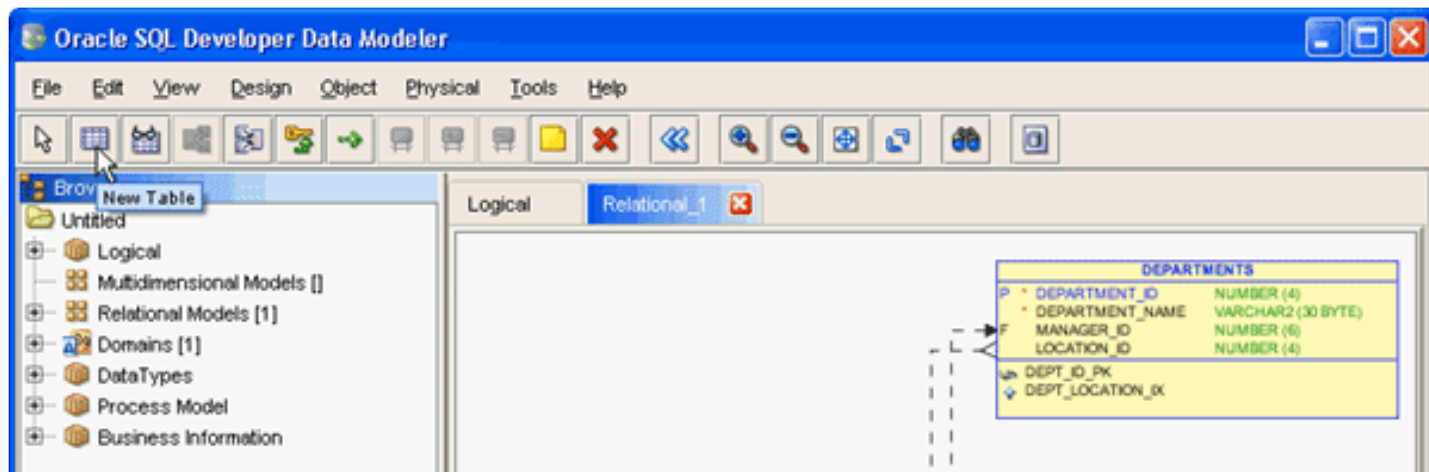 Oracle SQL Developer Data Modeler
File Edit View Design Object Physical Tools Help
Brow
New Table
Untitled
Logical
Multidimensional Models []
Relational Models [1]
Domains [1]
DataTypes
Process Model
Business Information
Logical Relational_1
DEPARTMENTS
P * DEPARTMENT_ID NUMBER (4)
* DEPARTMENT_NAME VARCHAR2 (30 BYTE)
F MANAGER_ID NUMBER (6)
LOCATION_ID NUMBER (4)
DEPT_ID_PK
DEPT_LOCATION_IX